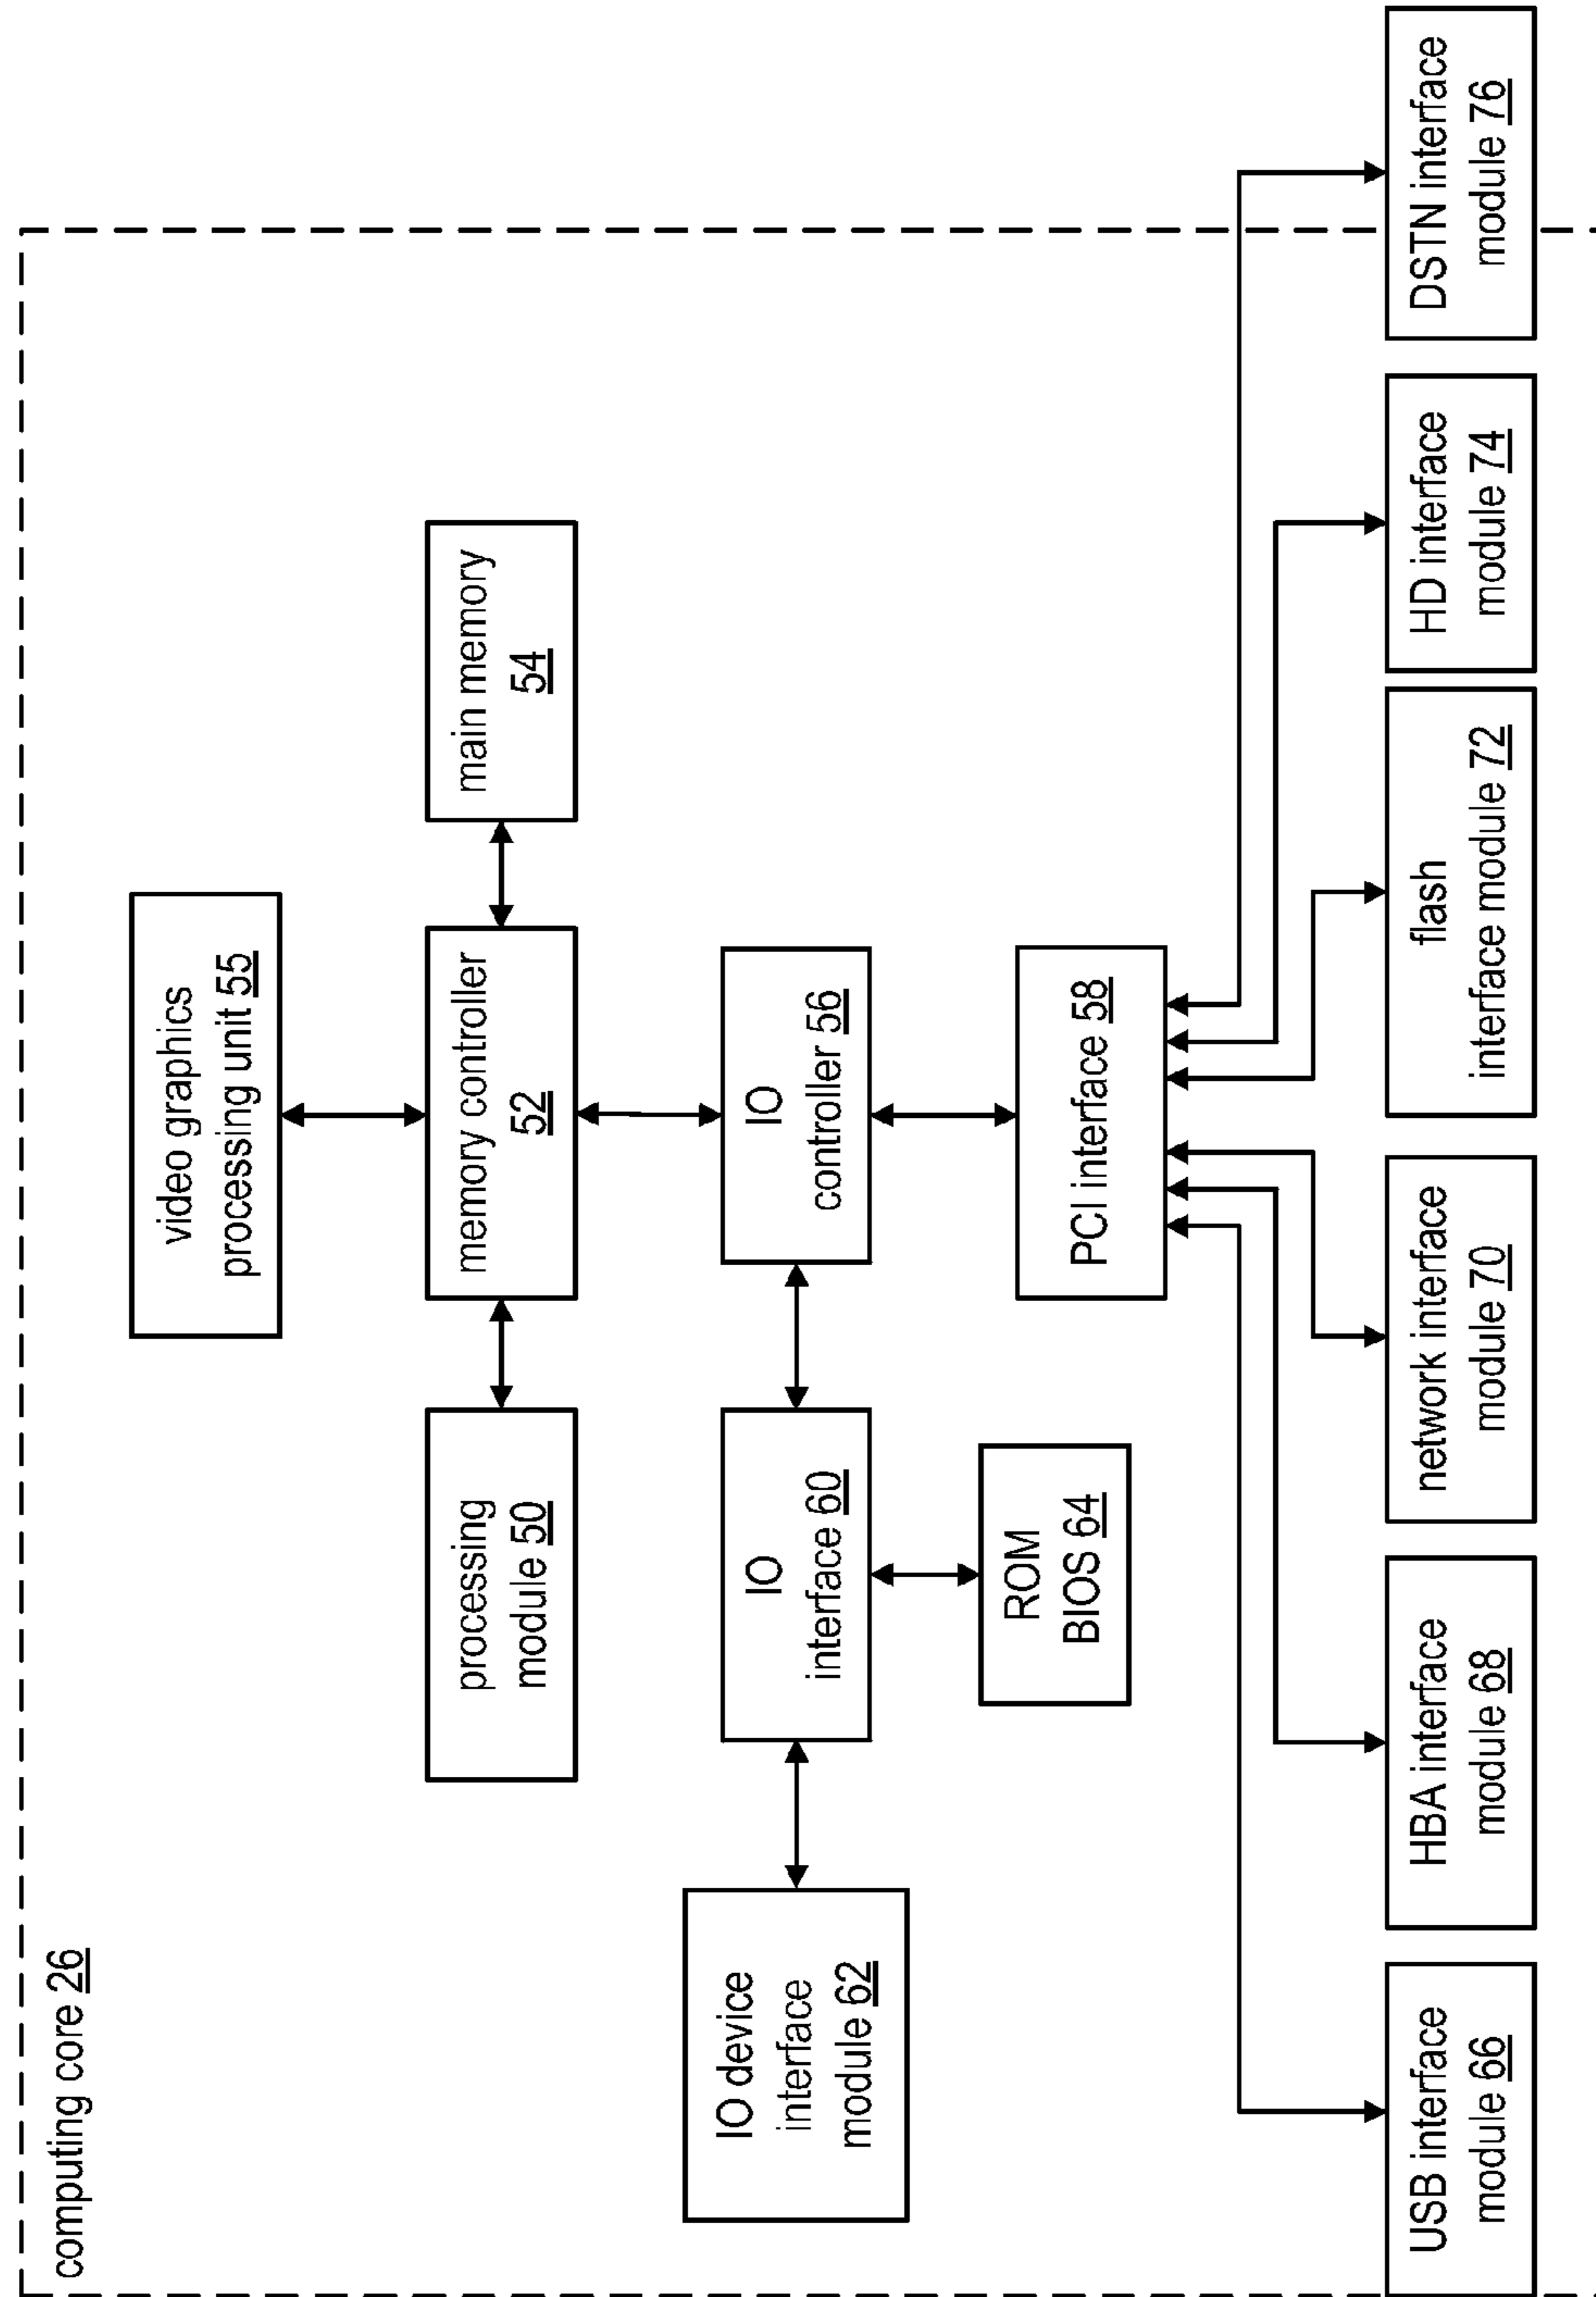 computing core 26
video graphics
processing unit 55
processing
module 50
memory controller
52
main memory
54
IO device
interface
module 62
IO
interface 60
IO
controller 56
ROM
BIOS 64
PCI interface 58
USB interface
module 66
HBA interface
module 68
network interface
module 70
flash
interface module 72
HD interface
module 74
DSTN interface
module 76